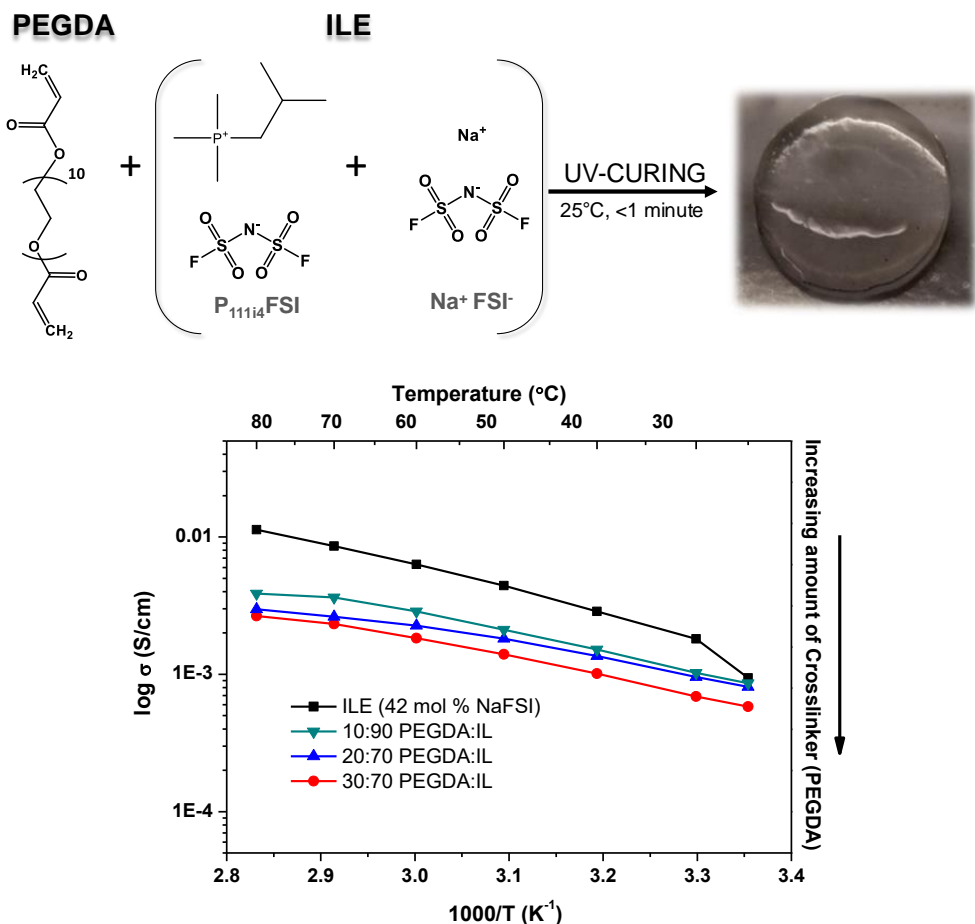 PEGDA
ILE
H₂C
O
O
10
O
O
CH₂
+
P⁺
O
O
S
N⁻
S
F
O
O
F
P₁₁₁ᵢ₄FSI
+
Na⁺
O
O
S
N⁻
S
F
O
O
F
Na⁺ FSI⁻
UV-CURING
25°C, <1 minute
Temperature (°C)
80 70 60 50 40 30
0.01
1E-3
1E-4
log σ (S/cm)
ILE (42 mol % NaFSI)
10:90 PEGDA:IL
20:70 PEGDA:IL
30:70 PEGDA:IL
2.8 2.9 3.0 3.1 3.2 3.3 3.4
1000/T (K⁻¹)
Increasing amount of Crosslinker (PEGDA)